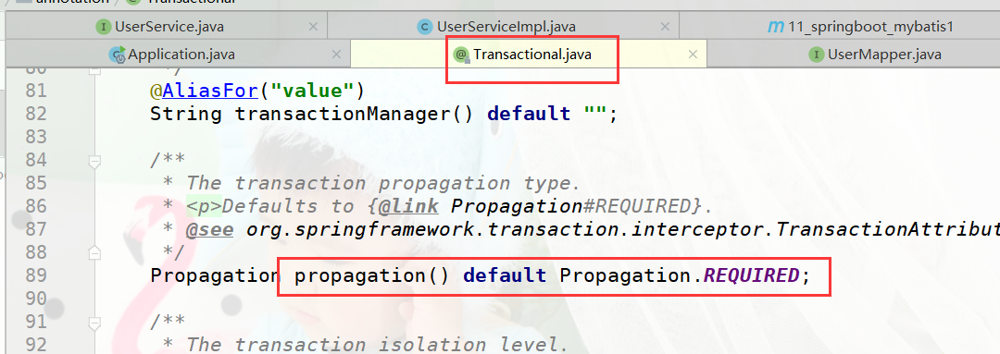 annotation Transactional
UserService.java UserServiceImpl.java 11_springboot_mybatis1
Application.java Transactional.java UserMapper.java
80 */
81 @AliasFor("value")
82 String transactionManager() default "";
83
84 /**
85 * The transaction propagation type.
86 * <p>Defaults to {@link Propagation#REQUIRED}.
87 * @see org.springframework.transaction.interceptor.TransactionAttribut
88 */
89 Propagation propagation() default Propagation.REQUIRED;
90
91 /**
92 * The transaction isolation level.